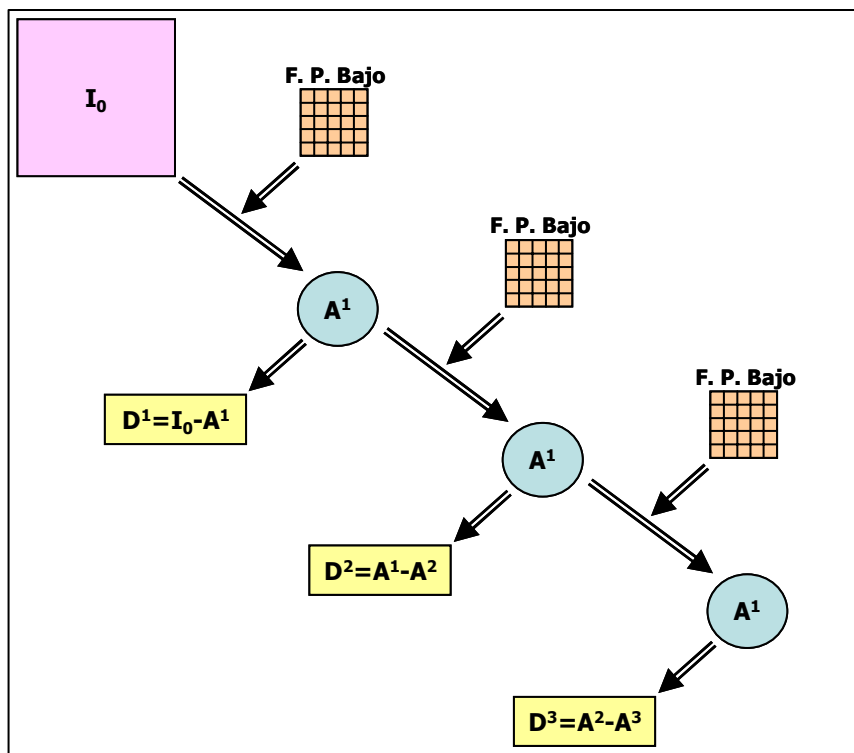 I₀
F. P. Bajo
A¹
F. P. Bajo
D¹=I₀-A¹
A¹
F. P. Bajo
D²=A¹-A²
A¹
D³=A²-A³